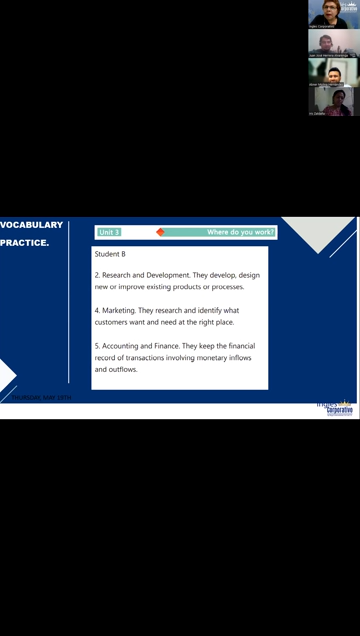 VOCABULARY
PRACTICE.
Unit 3
Where do you work?
Student B
2. Research and Development. They develop, design
new or improve existing products or processes.
4. Marketing. They research and identify what
customers want and need at the right place.
5. Accounting and Finance. They keep the financial
record of transactions involving monetary inflows
and outflows.
Corporative